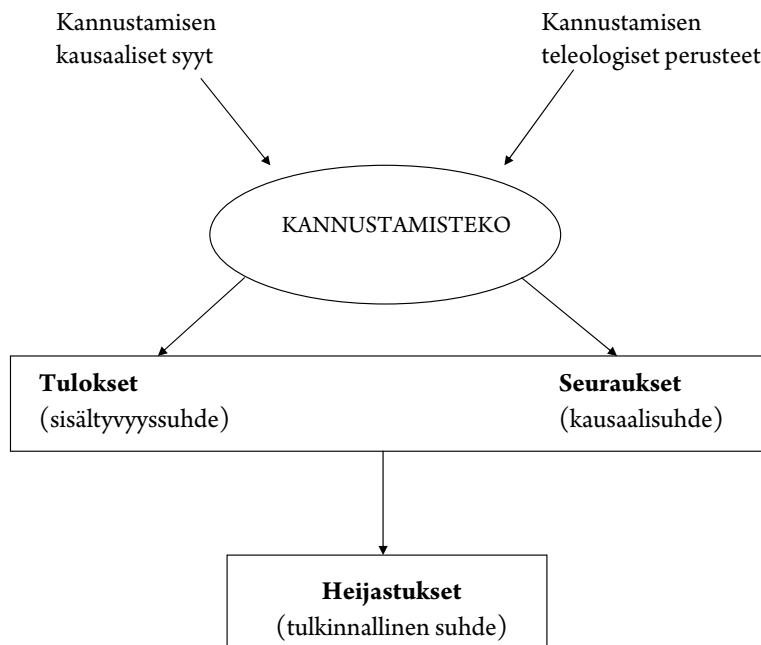 Kannustamisen
kausaaliset syyt
Kannustamisen
teleologiset perusteet
KANNUSTAMISTEKO
Tulokset
(sisältyvyyssuhde)
Seuraukset
(kausaalisuhde)
Heijastukset
(tulkinnallinen suhde)